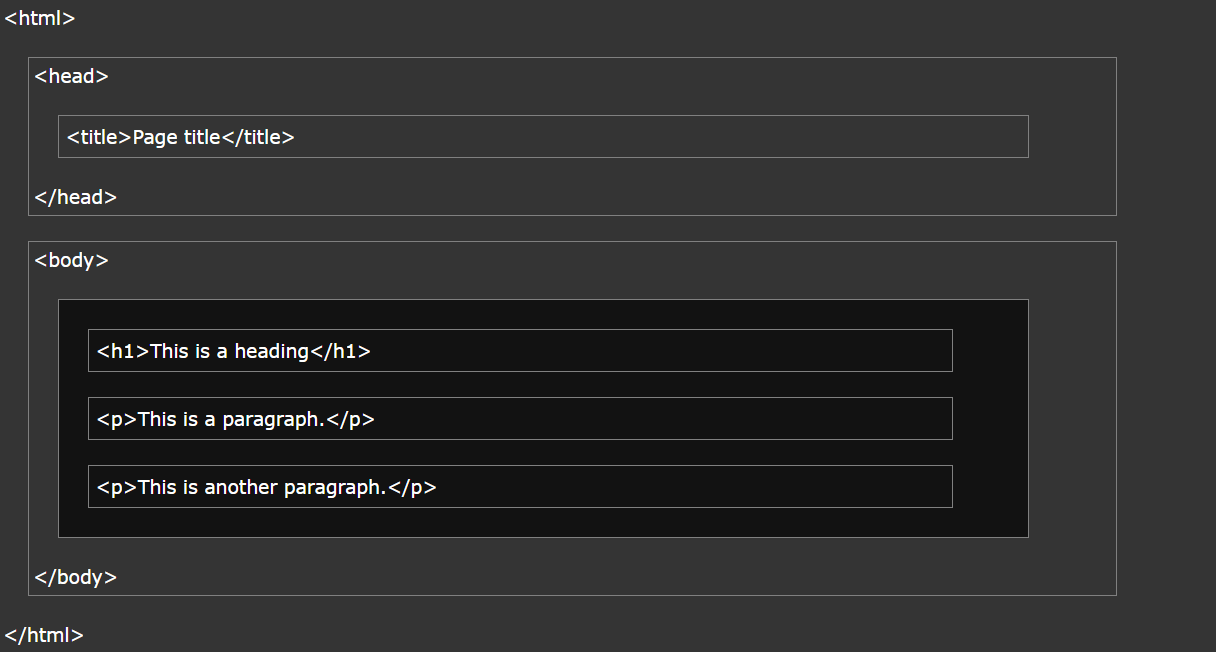 <html>
<head>
<title>Page title</title>
</head>
<body>
<h1>This is a heading</h1>
<p>This is a paragraph.</p>
<p>This is another paragraph.</p>
</body>
</html>